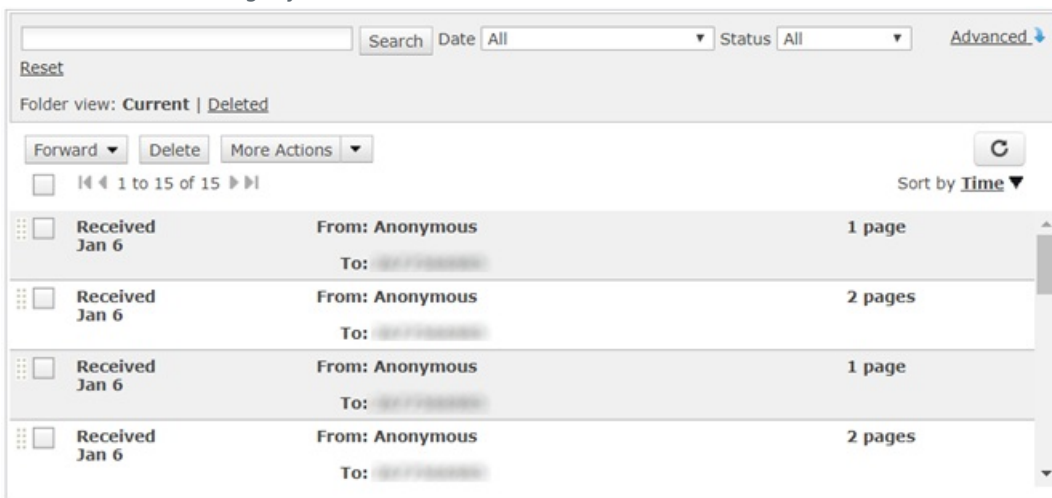 Search Date All Status All Advanced
Reset
Folder view: Current | Deleted
Forward Delete More Actions
1 to 15 of 15 Sort by Time
Received From: Anonymous 1 page
Jan 6
To:
Received From: Anonymous 2 pages
Jan 6
To:
Received From: Anonymous 1 page
Jan 6
To:
Received From: Anonymous 2 pages
Jan 6
To: